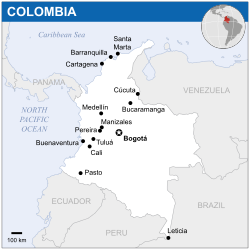 COLOMBIA
Caribbean Sea
Santa
Marta
Barranquilla
Cartagena
PANAMA
VENEZUELA
Cúcuta
Bucaramanga
Medellín
NORTH
PACIFIC
OCEAN
Manizales
Pereira
Bogotá
Buenaventura
Tuluá
Cali
Pasto
ECUADOR
BRAZIL
PERU
Leticia
100 km